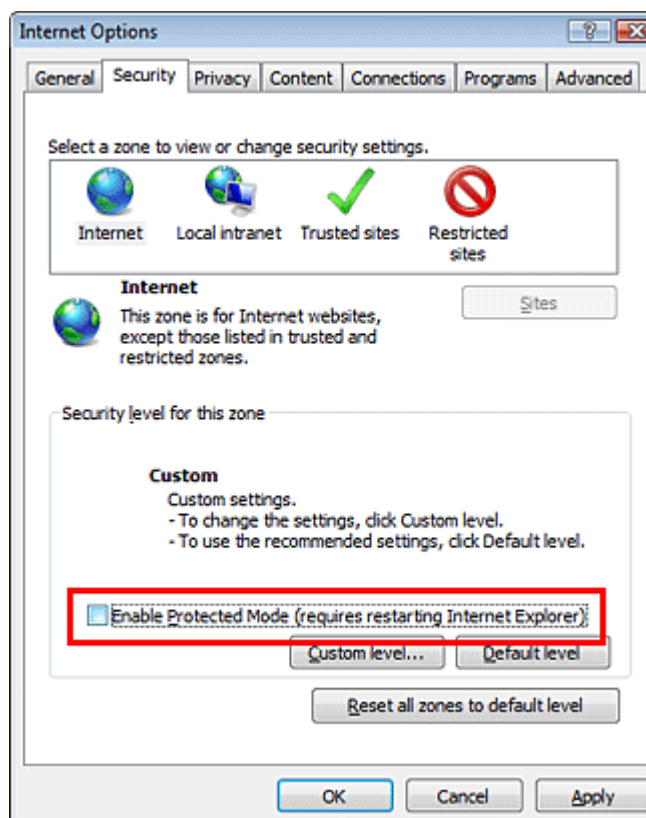 Internet Options
General Security Privacy Content Connections Programs Advanced
Select a zone to view or change security settings.
Internet Local intranet Trusted sites Restricted
sites
Internet
This zone is for Internet websites,
except those listed in trusted and
restricted zones.
Sites
Security level for this zone
Custom
Custom settings.
- To change the settings, click Custom level.
- To use the recommended settings, click Default level.
Enable Protected Mode (requires restarting Internet Explorer)
Custom level... Default level
Reset all zones to default level
OK Cancel Apply